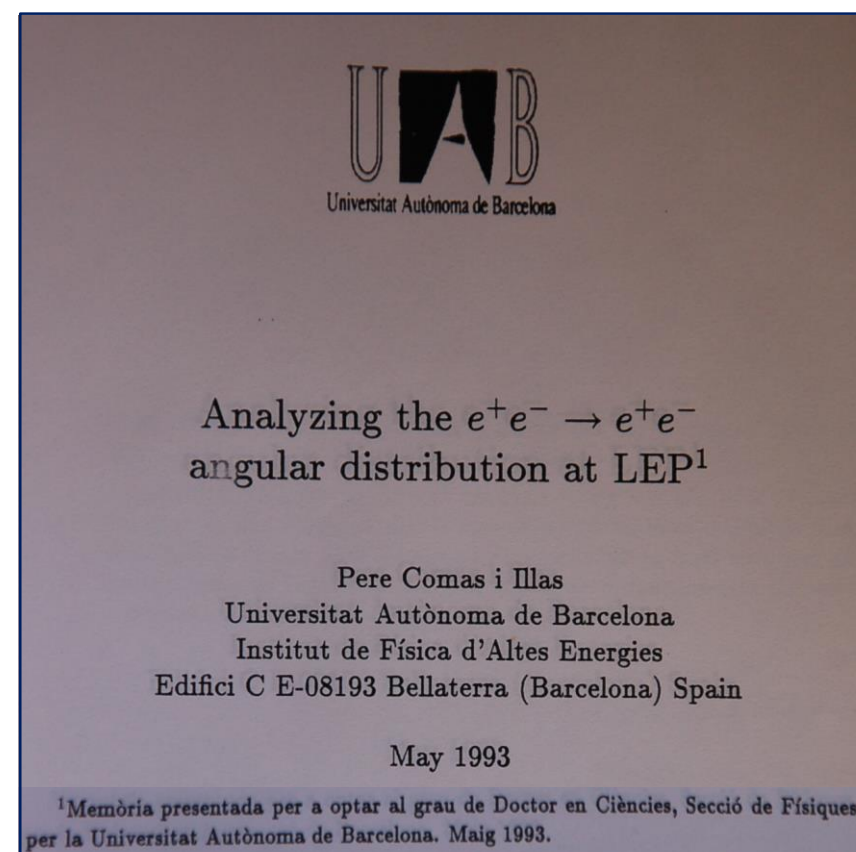 UAB
Universitat Autònoma de Barcelona
Analyzing the e⁺e⁻ → e⁺e⁻
angular distribution at LEP¹
Pere Comas i Illas
Universitat Autònoma de Barcelona
Institut de Física d'Altes Energies
Edifici C E-08193 Bellaterra (Barcelona) Spain
May 1993
¹Memòria presentada per a optar al grau de Doctor en Ciències, Secció de Físiques
per la Universitat Autònoma de Barcelona. Maig 1993.